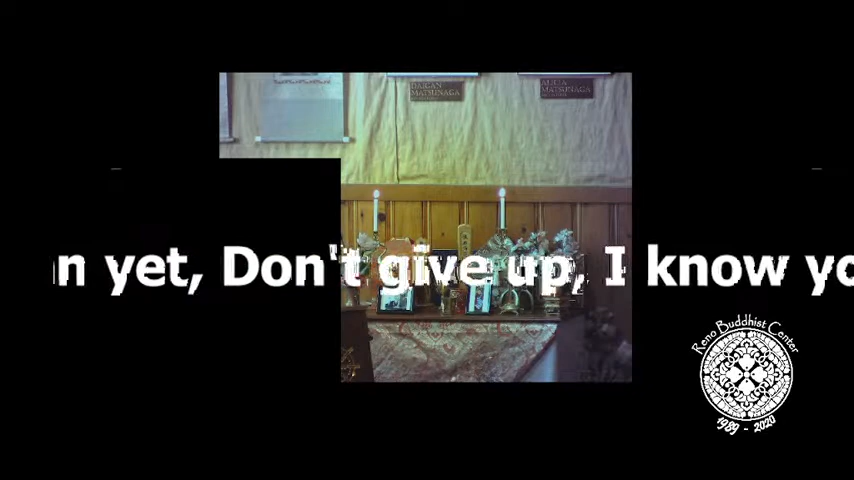 DAIGAN
MATSUNAGA
ALICIA
MATSUNAGA
n yet, Don't give up, I know yo
Reno Buddhist Center
1989 - 2020